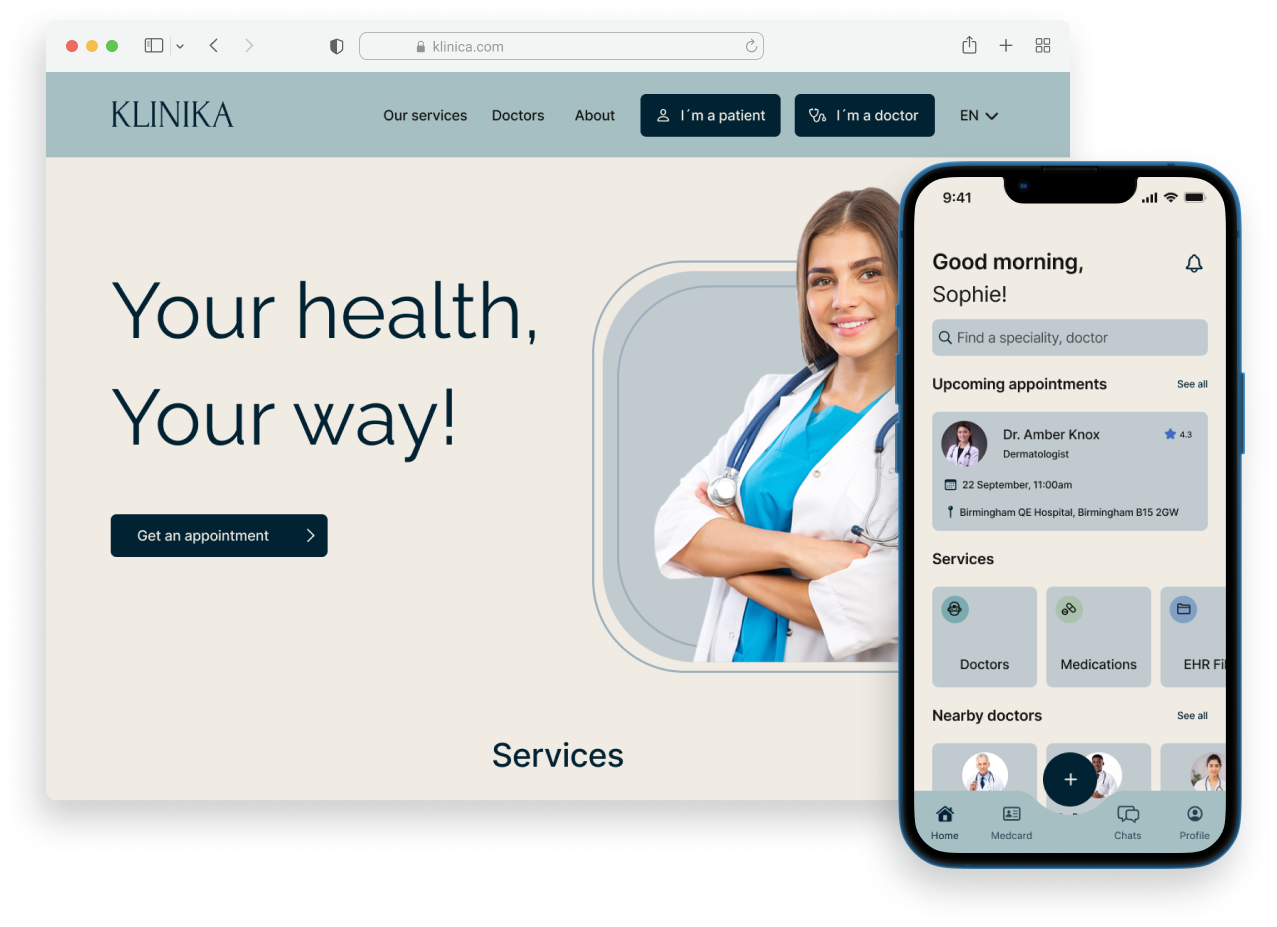 klinica.com
KLINIKA
Our services
Doctors
About
I´m a patient
I´m a doctor
EN
Your health,
Your way!
Get an appointment
Services
9:41
Good morning,
Sophie!
Find a speciality, doctor
Upcoming appointments
See all
Dr. Amber Knox
4.3
Dermatologist
22 September, 11:00am
Birmingham QE Hospital, Birmingham B15 2GW
Services
Doctors
Medications
EHR
Nearby doctors
See all
+
Home
Medcard
Chats
Profile